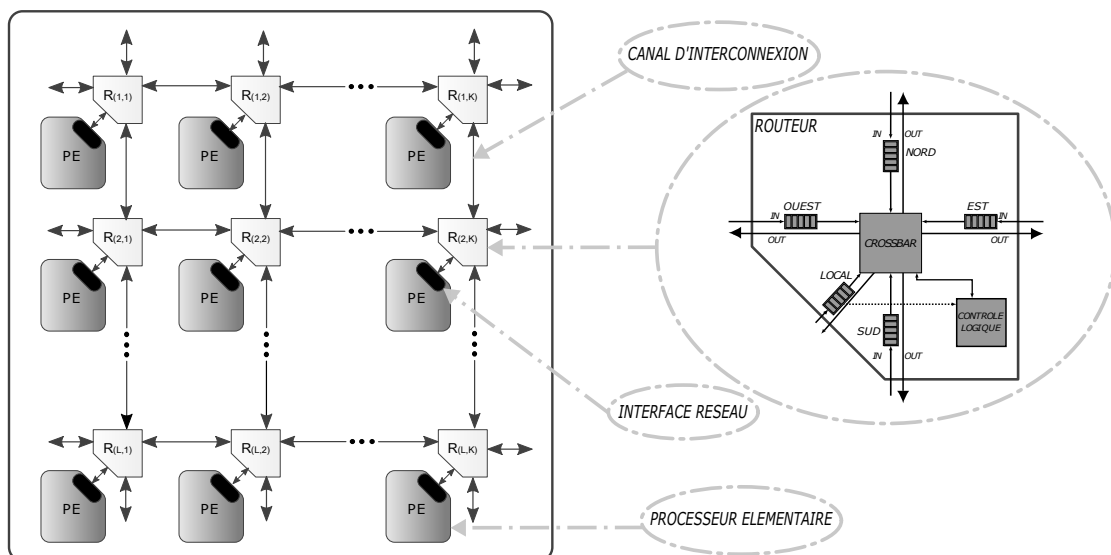 CANAL D'INTERCONNEXION
R(1,1)
R(1,2)
R(1,K)
PE
PE
PE
R(2,1)
R(2,2)
R(2,K)
PE
PE
PE
INTERFACE RESEAU
R(L,1)
R(L,2)
R(L,K)
PE
PE
PE
PROCESSEUR ELEMENTAIRE
ROUTEUR
IN
OUT
NORD
OUEST
EST
IN
IN
CROSSBAR
OUT
OUT
LOCAL
CONTROLE
LOGIQUE
SUD
IN
OUT